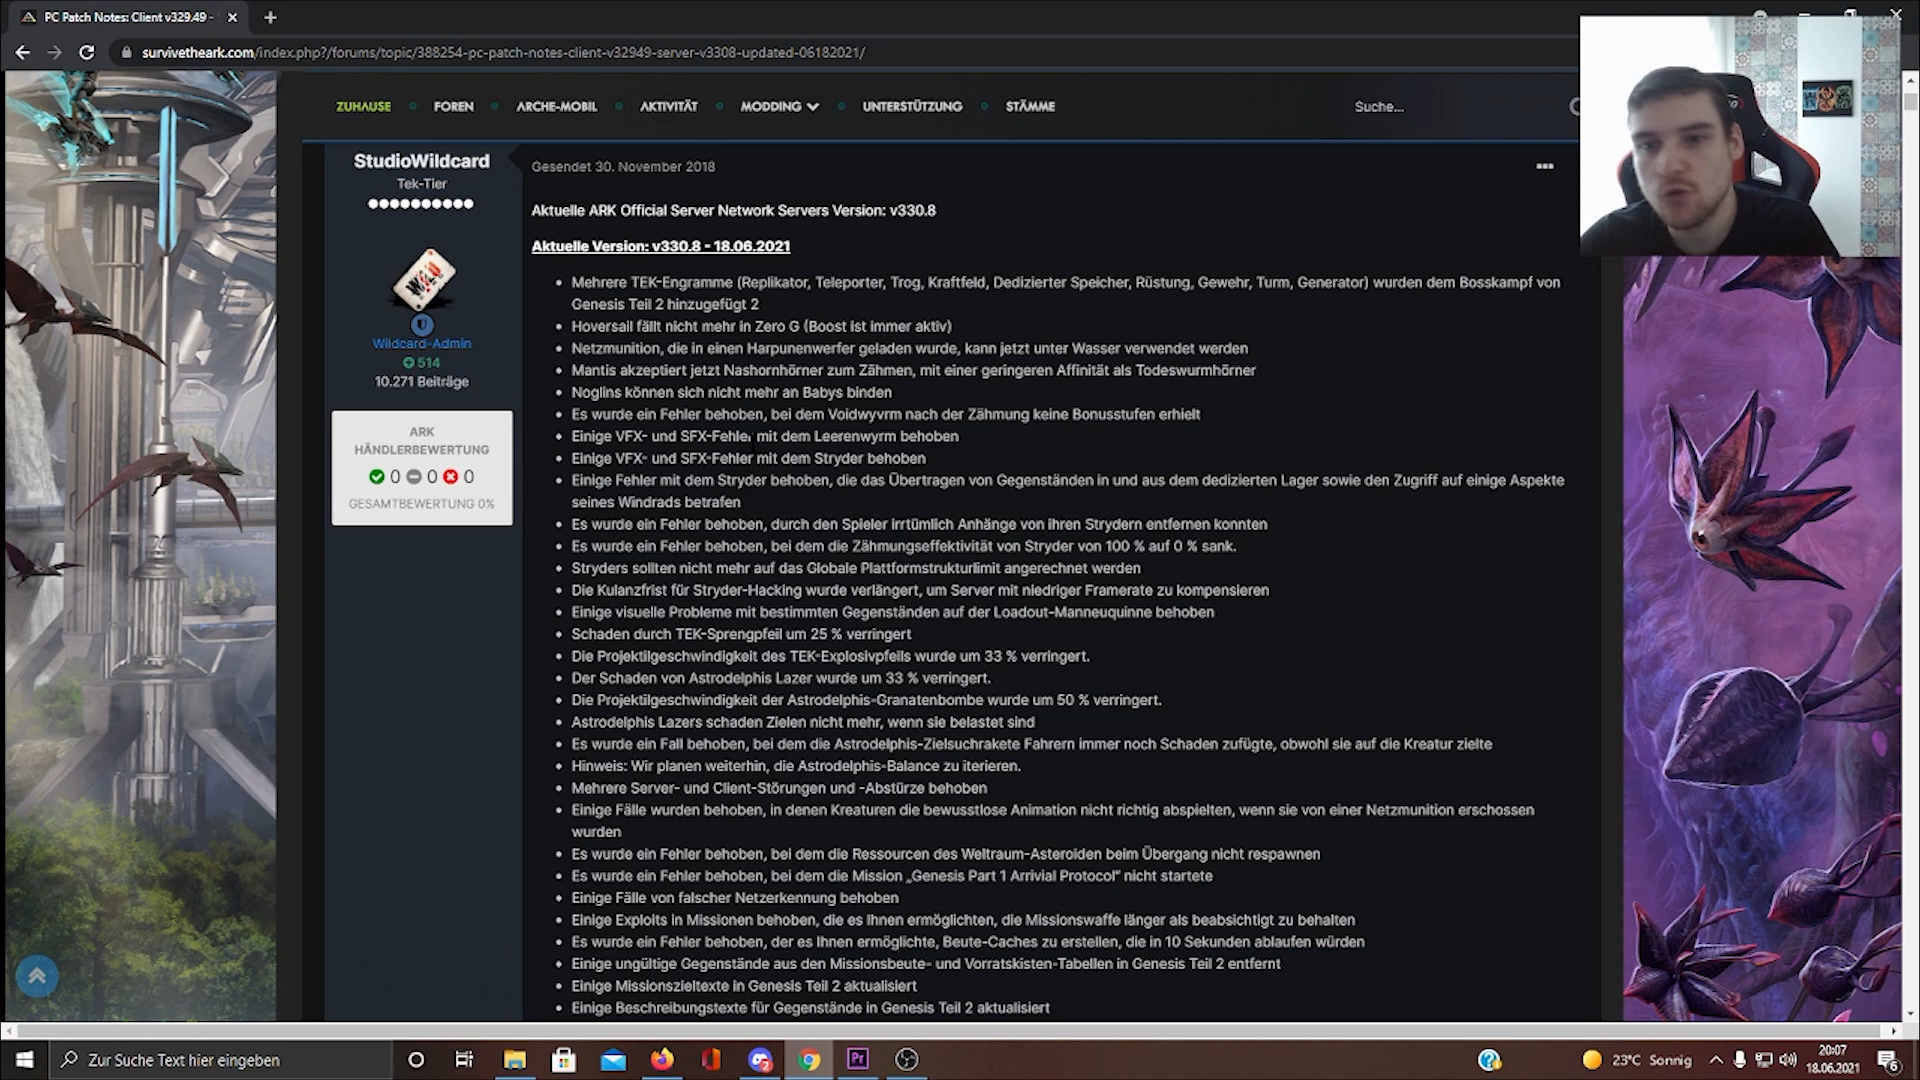 PC Patch Notes: Client v329.49 -
survivetheark.com/index.php?/forums/topic/388254-pc-patch-notes-client-v32949-server-v3308-updated-06182021/
ZUHAUSE FOREN ARCHE-MOBIL AKTIVITÄT MODDING UNTERSTÜTZUNG STÄMME Suche...
StudioWildcard
Tek-Tier
WILD
Wildcard-Admin
514
10.271 Beiträge
ARK
HÄNDLERBEWERTUNG
0 0 0
GESAMTBEWERTUNG 0%
Gesendet 30. November 2018
Aktuelle ARK Official Server Network Servers Version: v330.8
Aktuelle Version: v330.8 - 18.06.2021
Mehrere TEK-Engramme (Replikator, Teleporter, Trog, Kraftfeld, Dedizierter Speicher, Rüstung, Gewehr, Turm, Generator) wurden dem Bosskampf von
Genesis Teil 2 hinzugefügt 2
Hoversail fällt nicht mehr in Zero G (Boost ist immer aktiv)
Netzmunition, die in einen Harpunenwerfer geladen wurde, kann jetzt unter Wasser verwendet werden
Mantis akzeptiert jetzt Nashornhörner zum Zähmen, mit einer geringeren Affinität als Todeswurmhörner
Noglins können sich nicht mehr an Babys binden
Es wurde ein Fehler behoben, bei dem Voidwyvrm nach der Zähmung keine Bonusstufen erhielt
Einige VFX- und SFX-Fehler mit dem Leerenwyrm behoben
Einige VFX- und SFX-Fehler mit dem Stryder behoben
Einige Fehler mit dem Stryder behoben, die das Übertragen von Gegenständen in und aus dem dedizierten Lager sowie den Zugriff auf einige Aspekte
seines Windrads betrafen
Es wurde ein Fehler behoben, durch den Spieler irrtümlich Anhänge von ihren Strydern entfernen konnten
Es wurde ein Fehler behoben, bei dem die Zähmungseffektivität von Stryder von 100 % auf 0 % sank.
Stryders sollten nicht mehr auf das Globale Plattformstrukturlimit angerechnet werden
Die Kulanzfrist für Stryder-Hacking wurde verlängert, um Server mit niedriger Framerate zu kompensieren
Einige visuelle Probleme mit bestimmten Gegenständen auf der Loadout-Manneuquinne behoben
Schaden durch TEK-Sprengpfeil um 25 % verringert
Die Projektilgeschwindigkeit des TEK-Explosivpfeils wurde um 33 % verringert.
Der Schaden von Astrodelphis Lazer wurde um 33 % verringert.
Die Projektilgeschwindigkeit der Astrodelphis-Granatenbombe wurde um 50 % verringert.
Astrodelphis Lazers schaden Zielen nicht mehr, wenn sie belastet sind
Es wurde ein Fall behoben, bei dem die Astrodelphis-Zielsuchrakete Fahrern immer noch Schaden zufügte, obwohl sie auf die Kreatur zielte
Hinweis: Wir planen weiterhin, die Astrodelphis-Balance zu iterieren.
Mehrere Server- und Client-Störungen und -Abstürze behoben
Einige Fälle wurden behoben, in denen Kreaturen die bewusstlose Animation nicht richtig abspielten, wenn sie von einer Netzmunition erschossen
wurden
Es wurde ein Fehler behoben, bei dem die Ressourcen des Weltraum-Asteroiden beim Übergang nicht respawnen
Es wurde ein Fehler behoben, bei dem die Mission „Genesis Part 1 Arrivial Protocol“ nicht startete
Einige Fälle von falscher Netzerkennung behoben
Einige Exploits in Missionen behoben, die es Ihnen ermöglichten, die Missionswaffe länger als beabsichtigt zu behalten
Es wurde ein Fehler behoben, der es Ihnen ermöglichte, Beute-Caches zu erstellen, die in 10 Sekunden ablaufen würden
Einige ungültige Gegenstände aus den Missionsbeute- und Vorratskisten-Tabellen in Genesis Teil 2 entfernt
Einige Missionszieltexte in Genesis Teil 2 aktualisiert
Einige Beschreibungstexte für Gegenstände in Genesis Teil 2 aktualisiert
Zur Suche Text hier eingeben
Pr
23°C Sonnig
20:07
18.06.2021
6